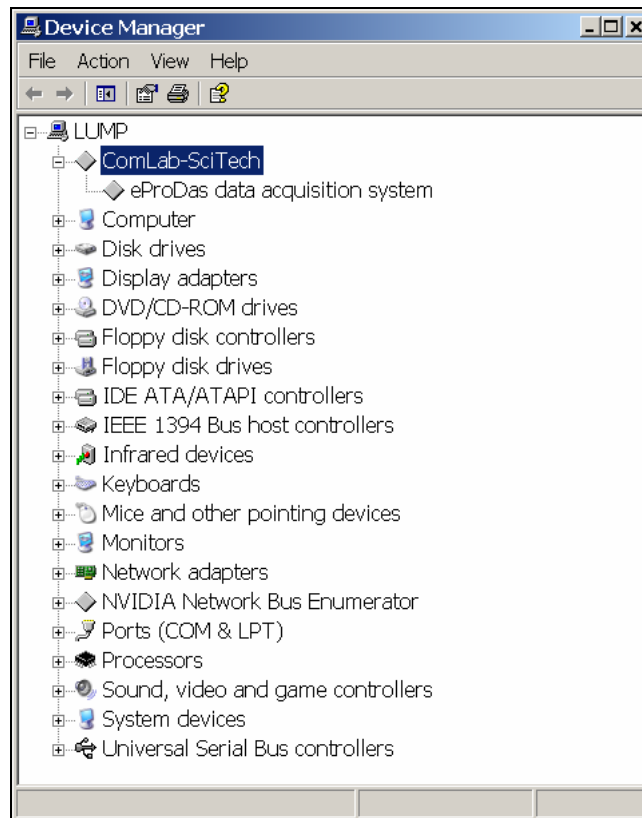 Device Manager
File Action View Help
LUMP
ComLab-SciTech
eProDas data acquisition system
Computer
Disk drives
Display adapters
DVD/CD-ROM drives
Floppy disk controllers
Floppy disk drives
IDE ATA/ATAPI controllers
IEEE 1394 Bus host controllers
Infrared devices
Keyboards
Mice and other pointing devices
Monitors
Network adapters
NVIDIA Network Bus Enumerator
Ports (COM & LPT)
Processors
Sound, video and game controllers
System devices
Universal Serial Bus controllers